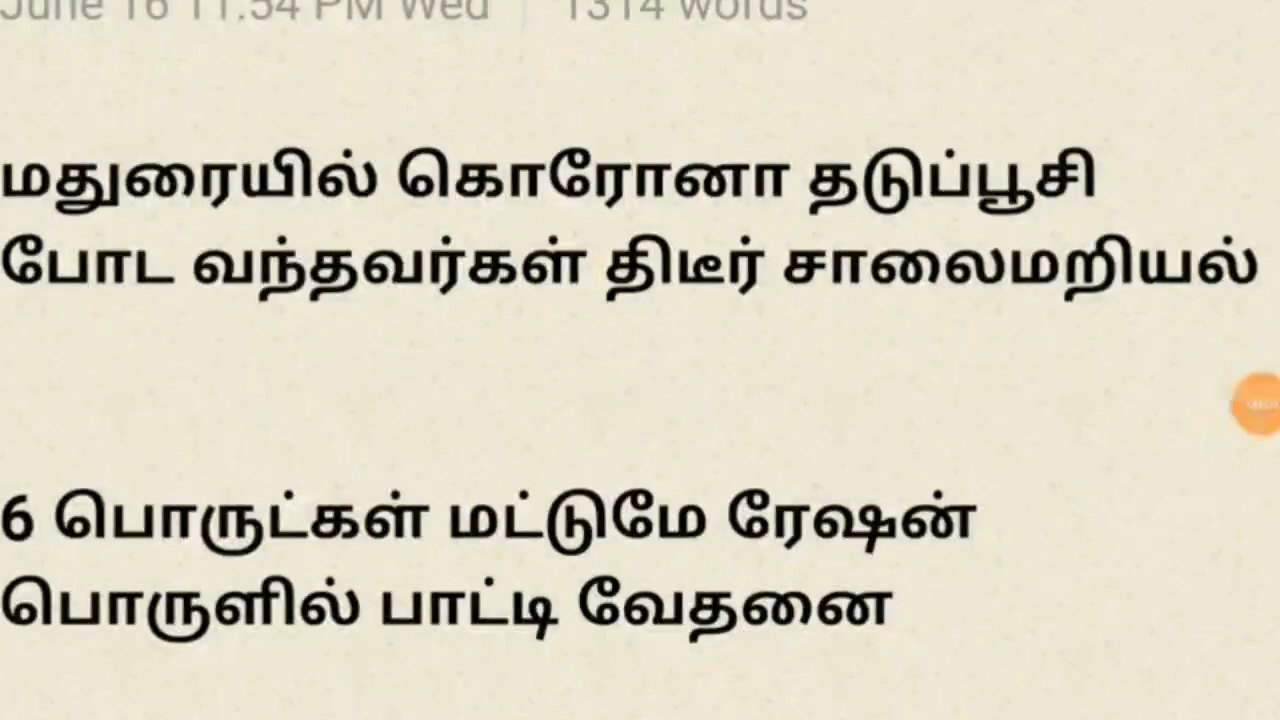 June 16 11:54 PM Wed | 1314 words
மதுரையில் கொரோனா தடுப்பூசி
போட வந்தவர்கள் திடீர் சாலைமறியல்
6 பொருட்கள் மட்டுமே ரேஷன்
பொருளில் பாட்டி வேதனை